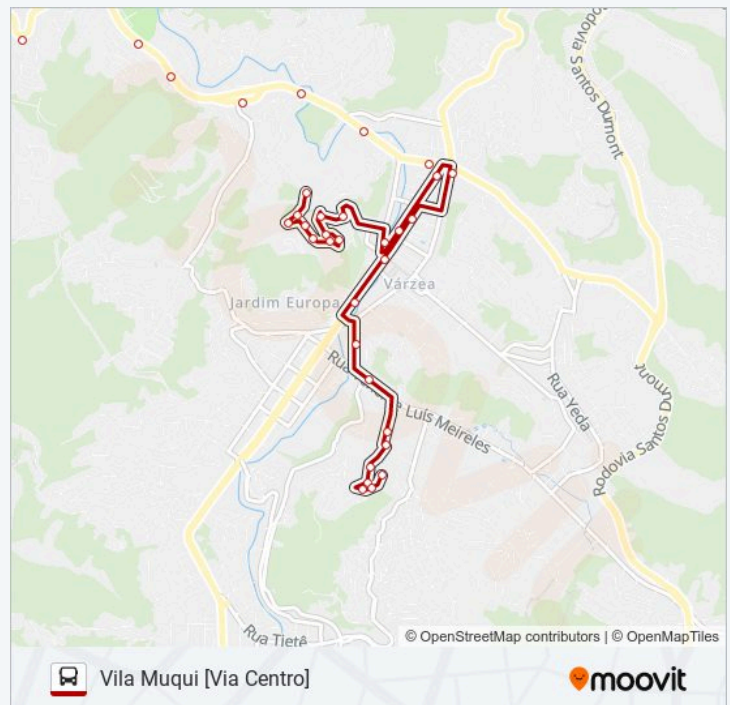 Rodovia Santos Dumont
Várzea
Jardim Europa
Rua
e Luís Meireles
Rua Yeda
Rodovia Santos Dumont
Rua Tietê
© OpenStreetMap contributors | © OpenMapTiles
Vila Muqui [Via Centro]
moovit